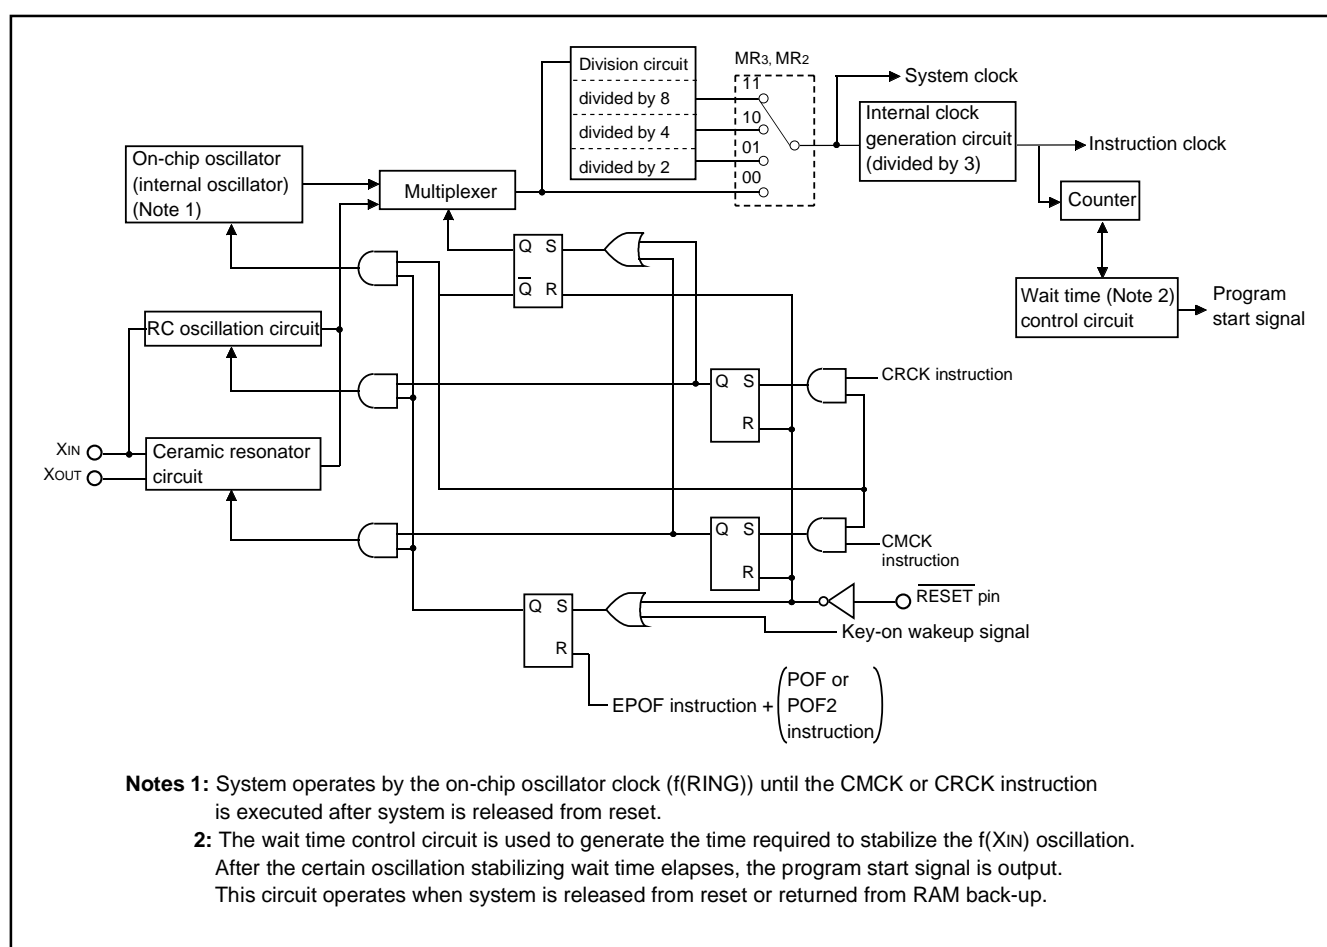 Division circuit
divided by 8
divided by 4
divided by 2
MR3, MR2
11
10
01
00
System clock
Internal clock
generation circuit
(divided by 3)
Instruction clock
Counter
Wait time (Note 2)
control circuit
Program
start signal
On-chip oscillator
(internal oscillator)
(Note 1)
Multiplexer
Q S
Q R
RC oscillation circuit
Q S
R
CRCK instruction
XIN
XOUT
Ceramic resonator
circuit
Q S
R
CMCK
instruction
Q S
R
RESET pin
Key-on wakeup signal
EPOF instruction + (POF or
POF2
instruction)
Notes 1: System operates by the on-chip oscillator clock (f(RING)) until the CMCK or CRCK instruction
is executed after system is released from reset.
2: The wait time control circuit is used to generate the time required to stabilize the f(XIN) oscillation.
After the certain oscillation stabilizing wait time elapses, the program start signal is output.
This circuit operates when system is released from reset or returned from RAM back-up.